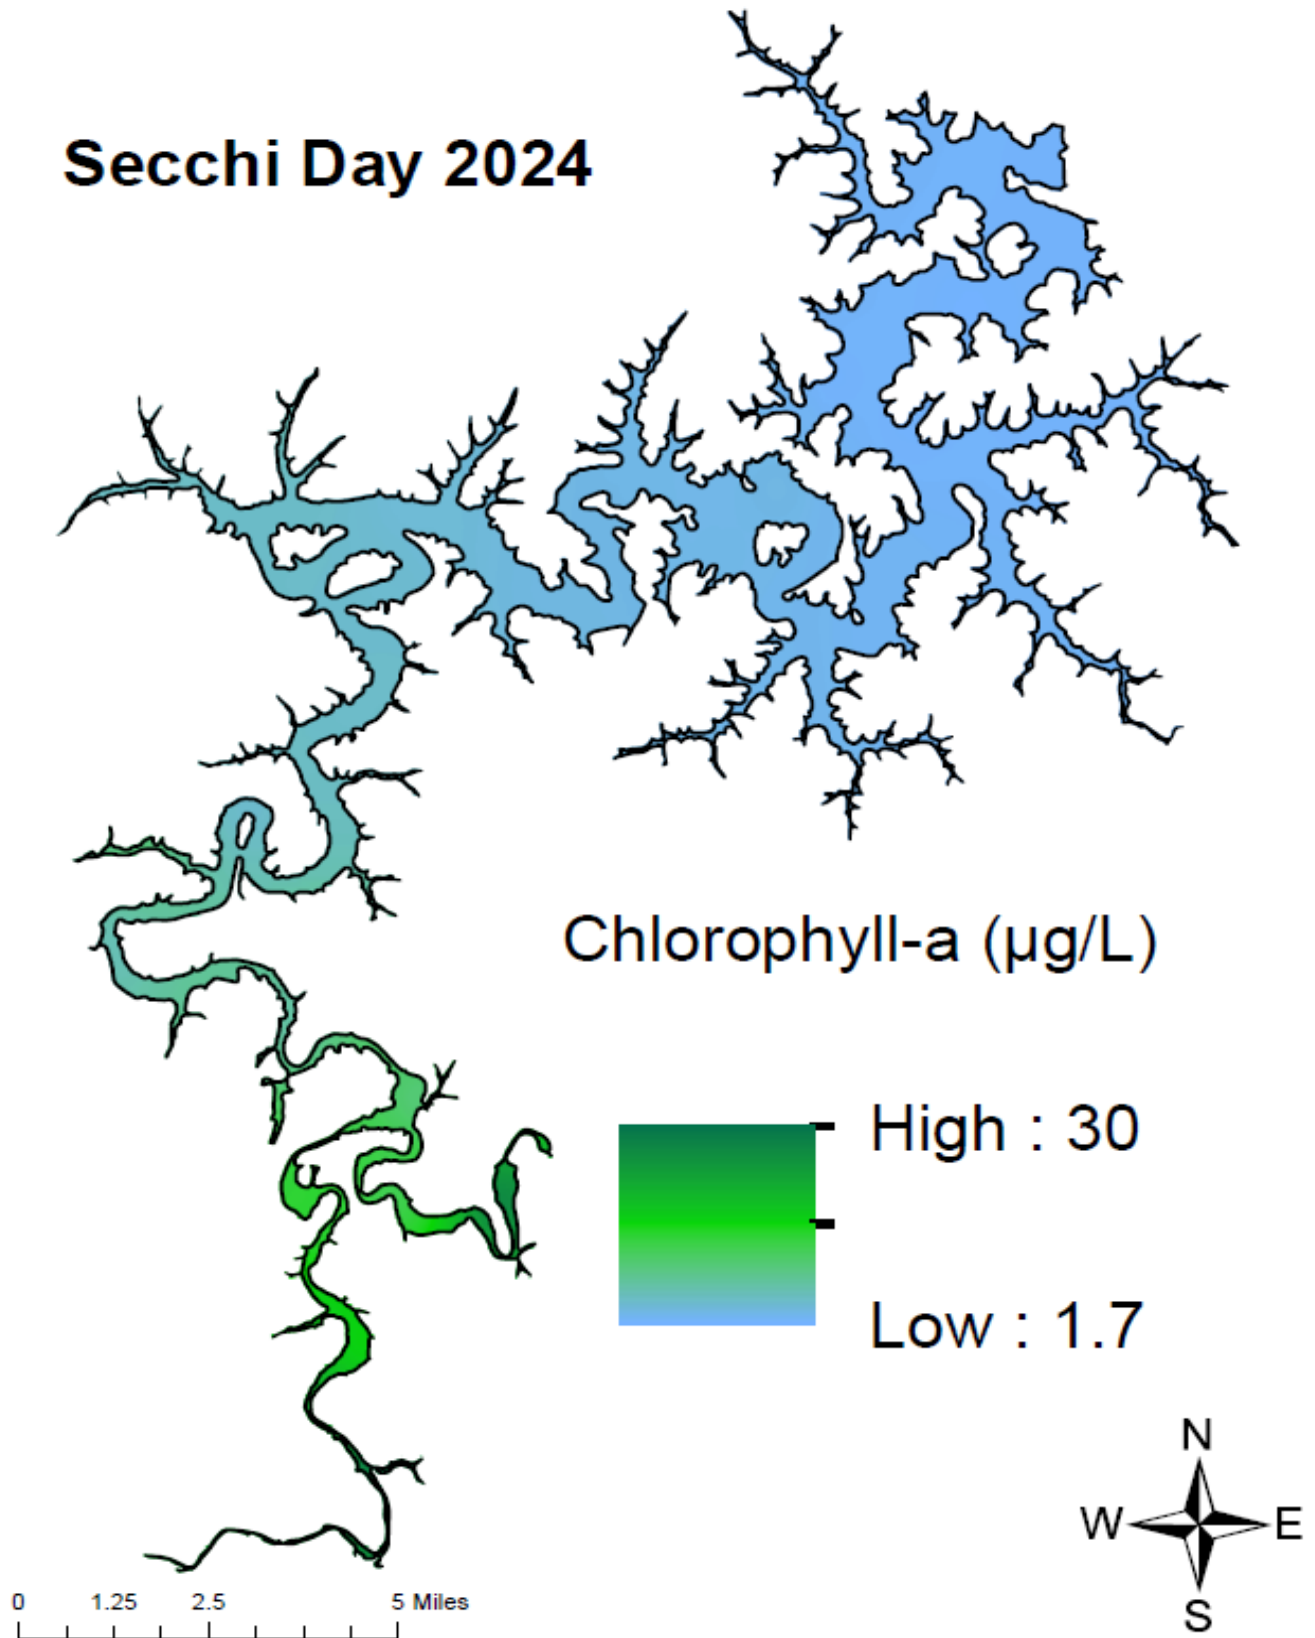 Secchi Day 2024
Chlorophyll-a (µg/L)
High : 30
Low : 1.7
N
W E
S
0 1.25 2.5 5 Miles